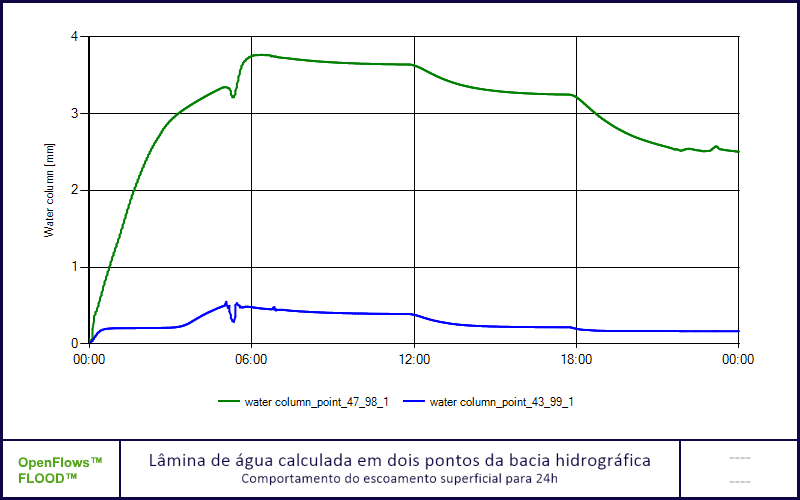 4
3
2
1
0
Water column [mm]
00:00 06:00 12:00 18:00 00:00
water column_point_47_98_1 water column_point_43_99_1
OpenFlows™
FLOOD™
Lâmina de água calculada em dois pontos da bacia hidrográfica
Comportamento do escoamento superficial para 24h
----
----